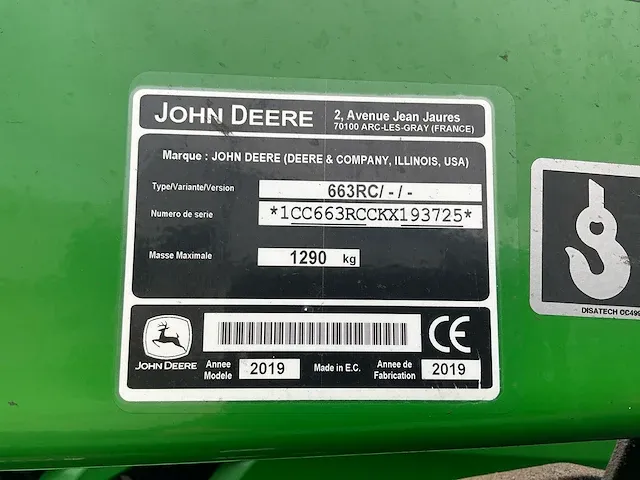 JOHN DEERE
2, Avenue Jean Jaures
70100 ARC-LES-GRAY (FRANCE)
Marque : JOHN DEERE (DEERE & COMPANY, ILLINOIS, USA)
Type/Variante/Version 663RC/ - / -
Numero de serie *1CC663RCCKX193725*
Masse Maximale 1290 kg
JOHN DEERE
Annee Modele 2019
Made in E.C.
Annee de Fabrication 2019
CE
DISATECH CC499